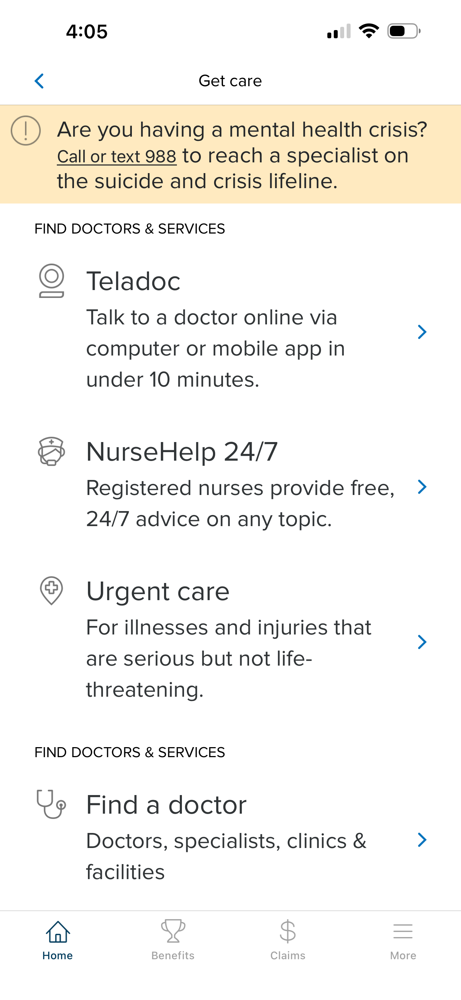 4:05
Get care
Are you having a mental health crisis?
Call or text 988 to reach a specialist on
the suicide and crisis lifeline.
FIND DOCTORS & SERVICES
Teladoc
Talk to a doctor online via
computer or mobile app in
under 10 minutes.
NurseHelp 24/7
Registered nurses provide free,
24/7 advice on any topic.
Urgent care
For illnesses and injuries that
are serious but not life-
threatening.
FIND DOCTORS & SERVICES
Find a doctor
Doctors, specialists, clinics &
facilities
Home
Benefits
Claims
More